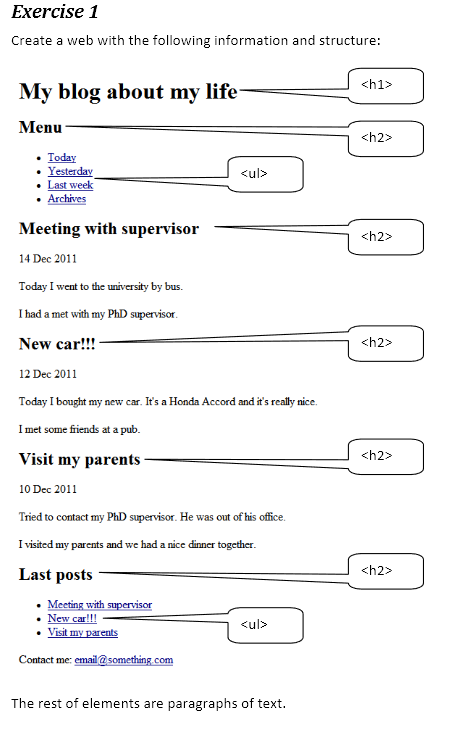 Exercise 1
Create a web with the following information and structure:
My blog about my life
<h1>
Menu
<h2>
Today
Yesterday
Last week
Archives
<ul>
Meeting with supervisor
<h2>
14 Dec 2011
Today I went to the university by bus.
I had a met with my PhD supervisor.
New car!!!
<h2>
12 Dec 2011
Today I bought my new car. It's a Honda Accord and it's really nice.
I met some friends at a pub.
Visit my parents
<h2>
10 Dec 2011
Tried to contact my PhD supervisor. He was out of his office.
I visited my parents and we had a nice dinner together.
Last posts
<h2>
Meeting with supervisor
New car!!!
Visit my parents
<ul>
Contact me: email@something.com
The rest of elements are paragraphs of text.